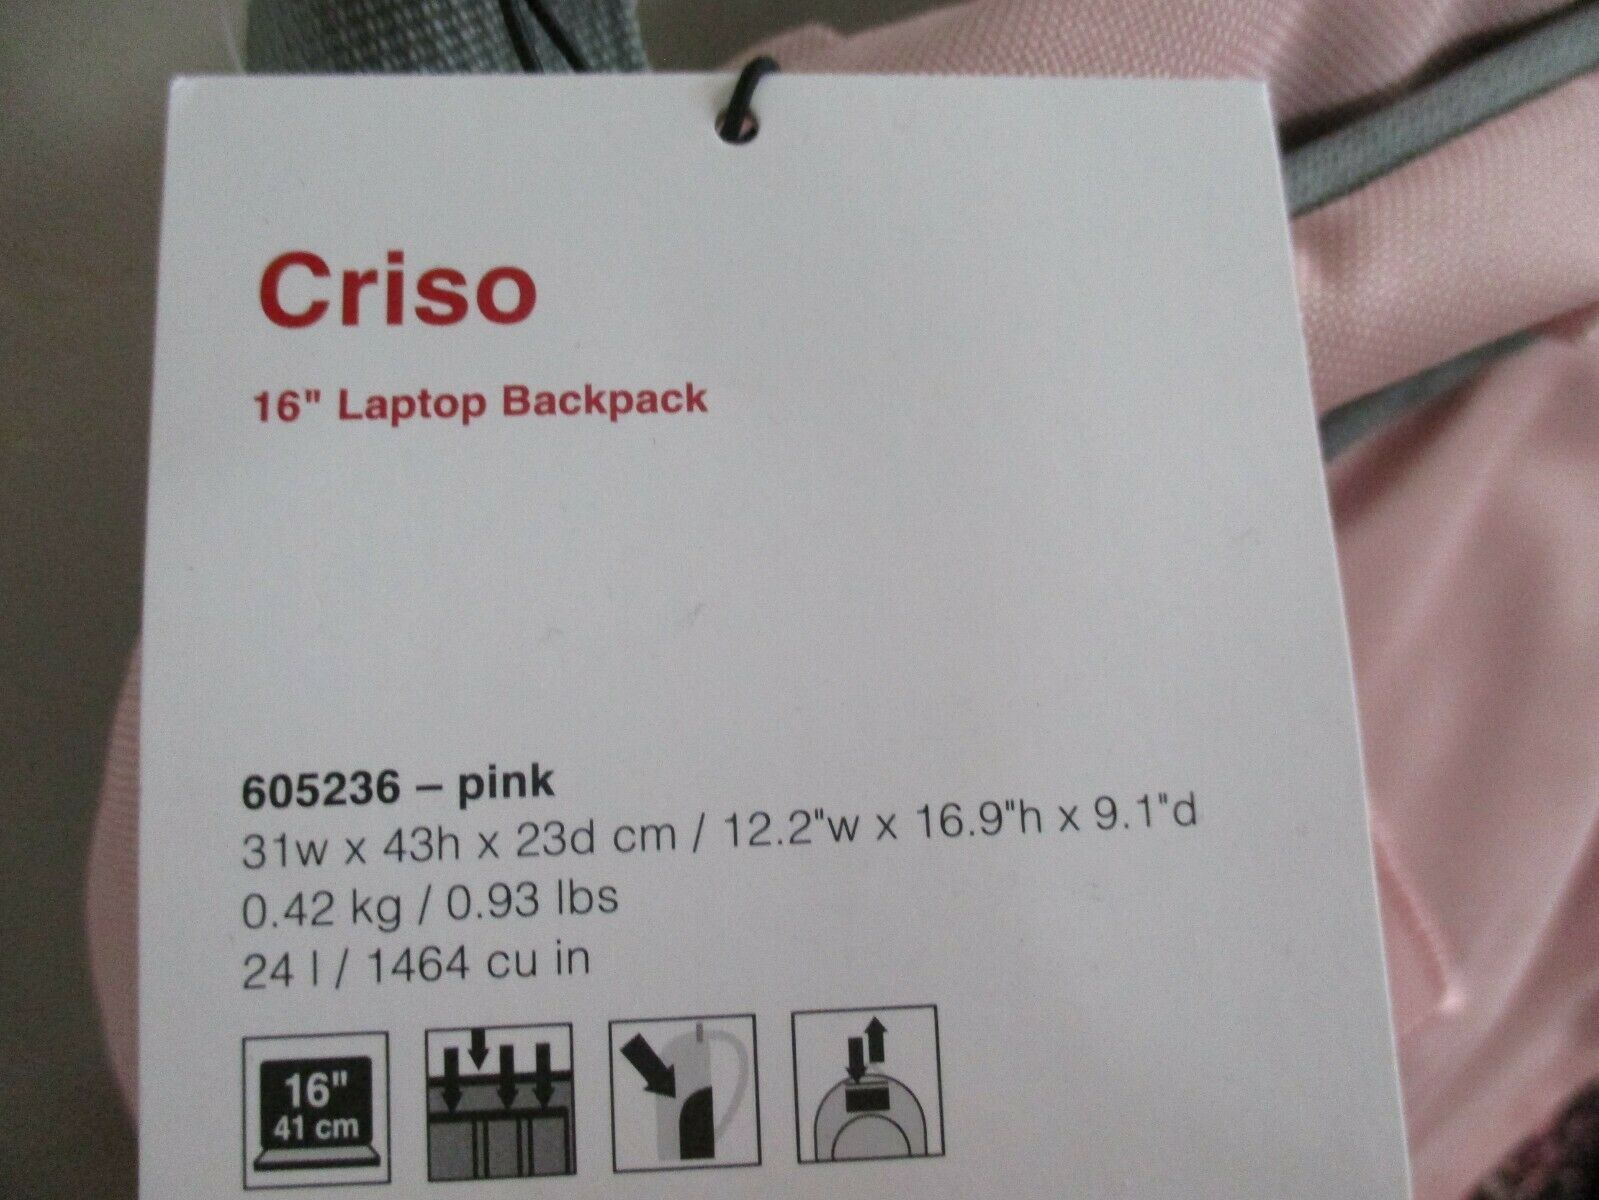 Criso
16" Laptop Backpack
605236 – pink
31w x 43h x 23d cm / 12.2"w x 16.9"h x 9.1"d
0.42 kg / 0.93 lbs
24 l / 1464 cu in
16"
41 cm